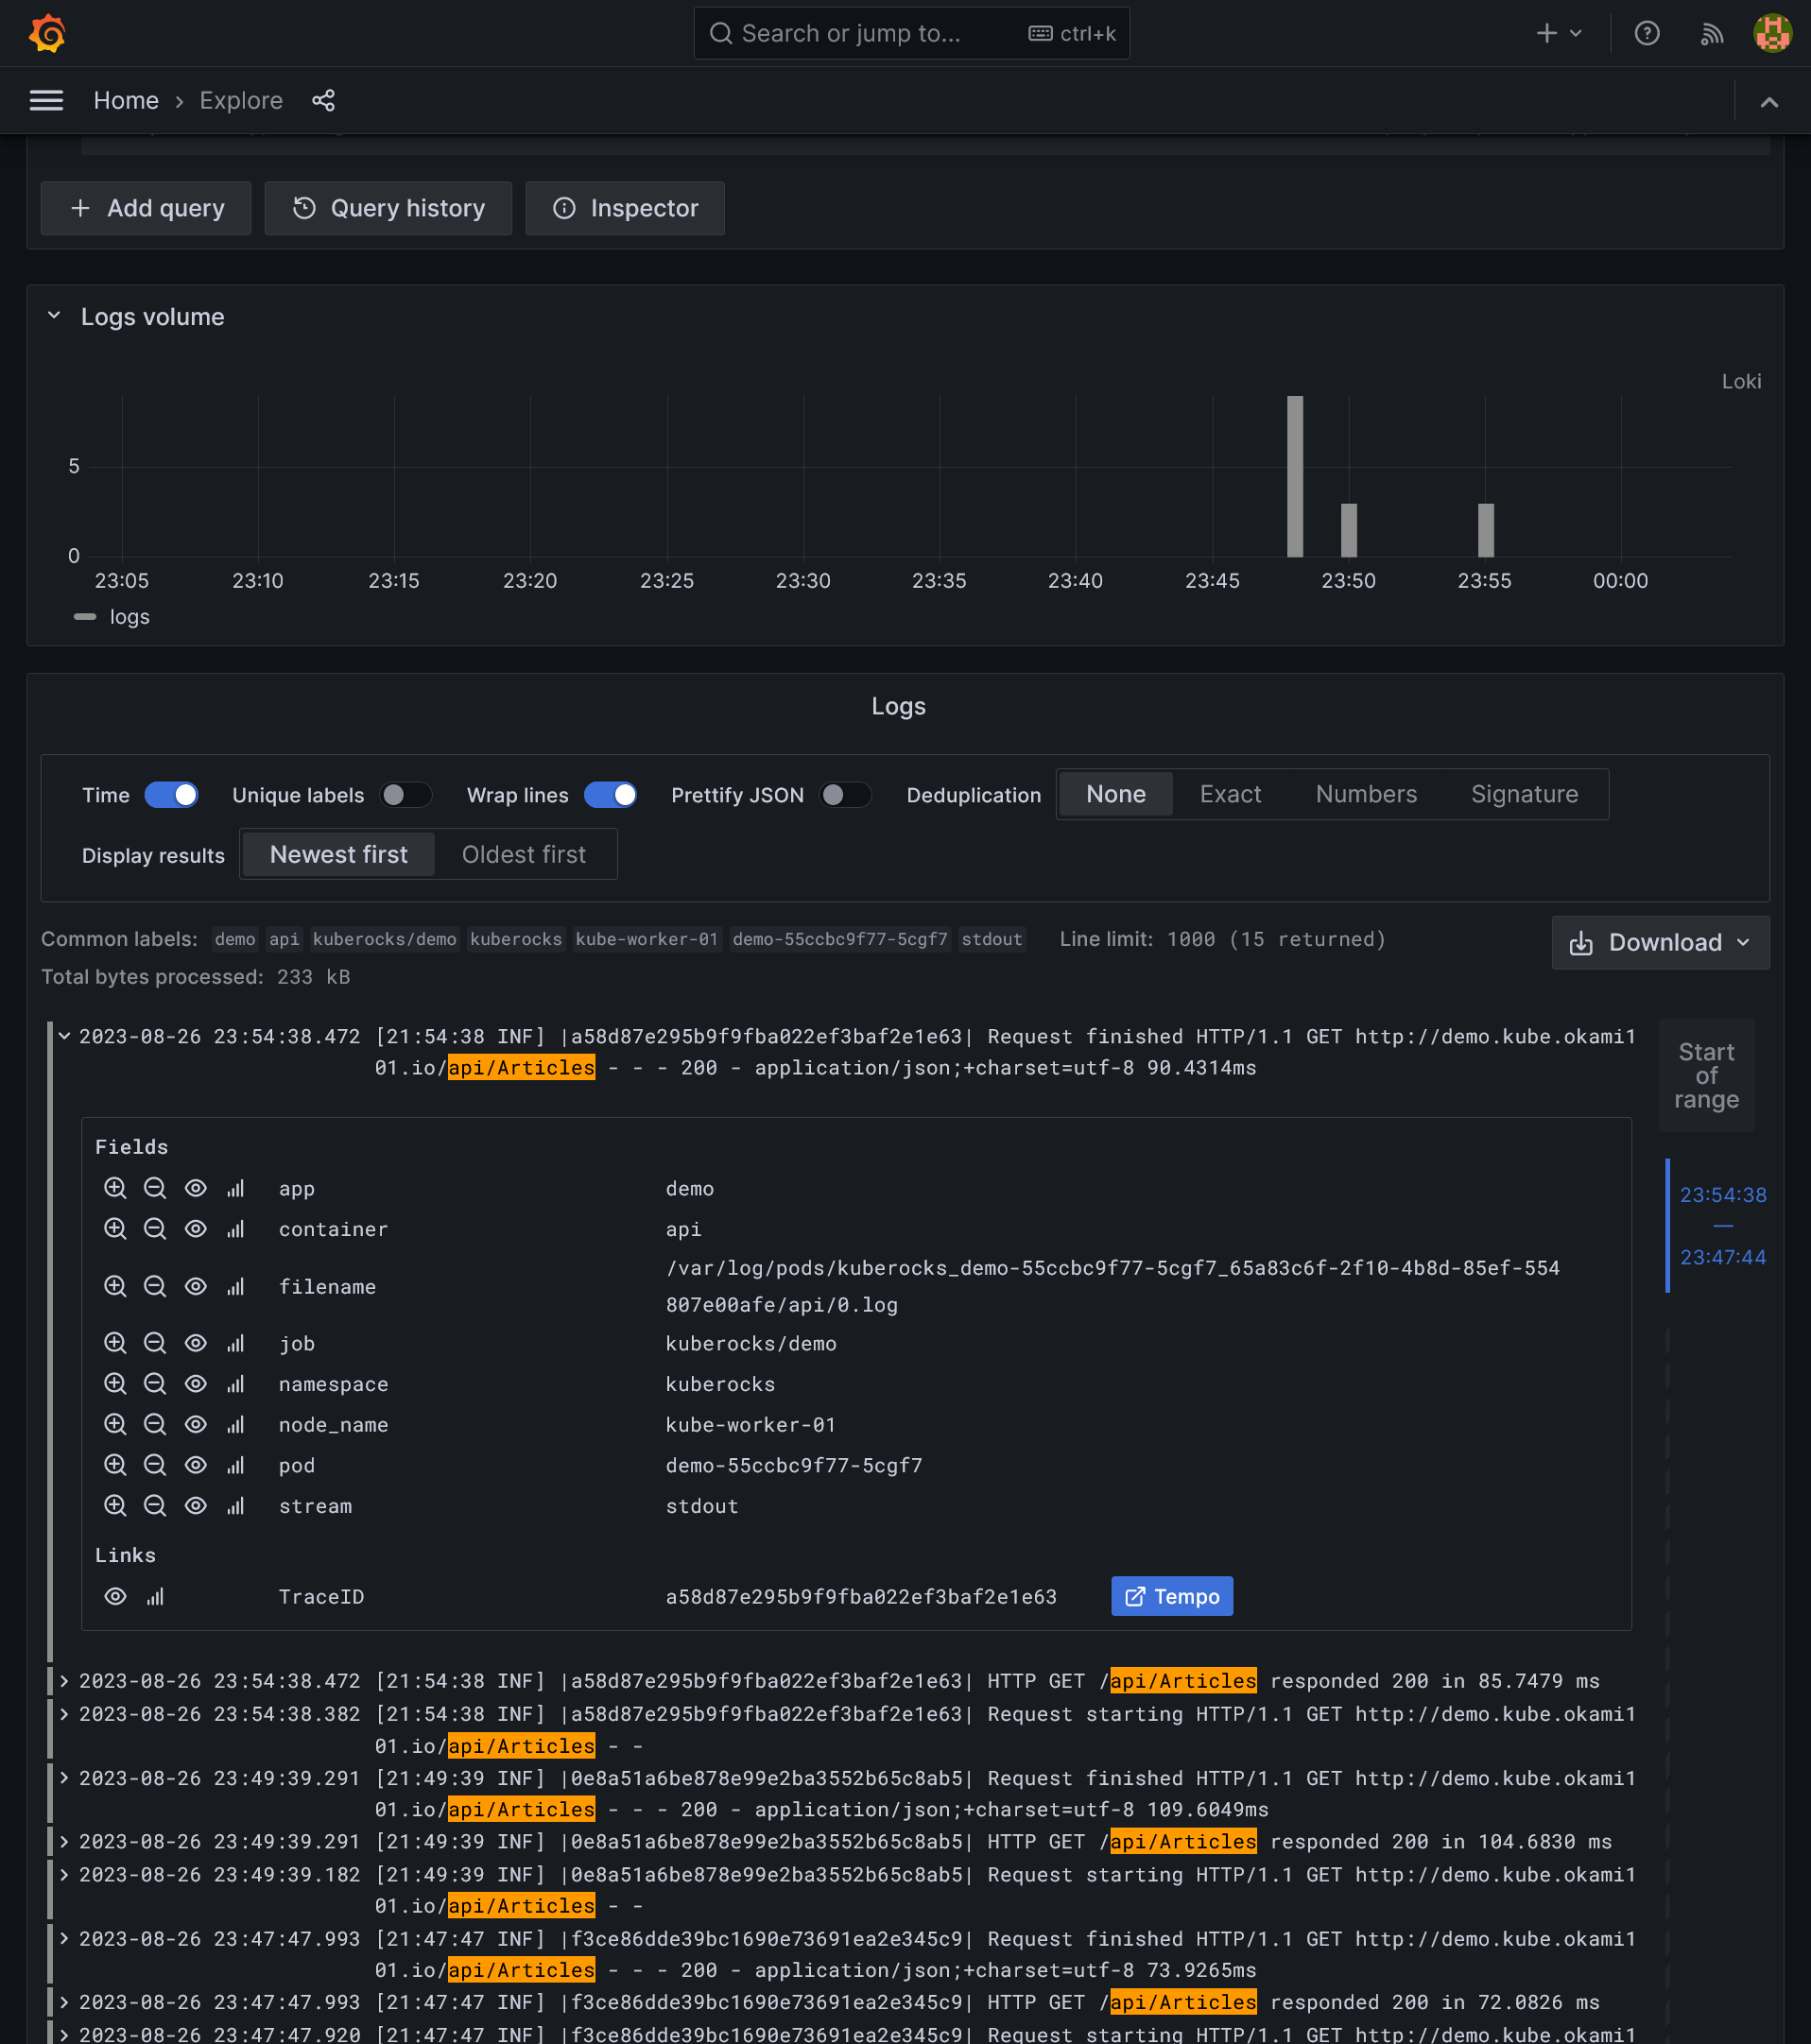 Search or jump to...
ctrl+k
Home
Explore
Add query
Query history
Inspector
Logs volume
Loki
5
0
23:05 23:10 23:15 23:20 23:25 23:30 23:35 23:40 23:45 23:50 23:55 00:00
logs
Logs
Time Unique labels Wrap lines Prettify JSON Deduplication None Exact Numbers Signature
Display results Newest first Oldest first
Common labels: demo api kuberocks/demo kuberocks kube-worker-01 demo-55ccbc9f77-5cgf7 stdout Line limit: 1000 (15 returned)
Download
Total bytes processed: 233 kB
2023-08-26 23:54:38.472 [21:54:38 INF] |a58d87e295b9f9fba022ef3baf2e1e63| Request finished HTTP/1.1 GET http://demo.kube.okami1
01.io/api/Articles - - - 200 - application/json;+charset=utf-8 90.4314ms
Start
of
range
Fields
app demo
container api
filename /var/log/pods/kuberocks_demo-55ccbc9f77-5cgf7_65a83c6f-2f10-4b8d-85ef-554
807e00afe/api/0.log
job kuberocks/demo
namespace kuberocks
node_name kube-worker-01
pod demo-55ccbc9f77-5cgf7
stream stdout
Links
TraceID a58d87e295b9f9fba022ef3baf2e1e63 Tempo
23:54:38
—
23:47:44
2023-08-26 23:54:38.472 [21:54:38 INF] |a58d87e295b9f9fba022ef3baf2e1e63| HTTP GET /api/Articles responded 200 in 85.7479 ms
2023-08-26 23:54:38.382 [21:54:38 INF] |a58d87e295b9f9fba022ef3baf2e1e63| Request starting HTTP/1.1 GET http://demo.kube.okami1
01.io/api/Articles - -
2023-08-26 23:49:39.291 [21:49:39 INF] |0e8a51a6be878e99e2ba3552b65c8ab5| Request finished HTTP/1.1 GET http://demo.kube.okami1
01.io/api/Articles - - - 200 - application/json;+charset=utf-8 109.6049ms
2023-08-26 23:49:39.291 [21:49:39 INF] |0e8a51a6be878e99e2ba3552b65c8ab5| HTTP GET /api/Articles responded 200 in 104.6830 ms
2023-08-26 23:49:39.182 [21:49:39 INF] |0e8a51a6be878e99e2ba3552b65c8ab5| Request starting HTTP/1.1 GET http://demo.kube.okami1
01.io/api/Articles - -
2023-08-26 23:47:47.993 [21:47:47 INF] |f3ce86dde39bc1690e73691ea2e345c9| Request finished HTTP/1.1 GET http://demo.kube.okami1
01.io/api/Articles - - - 200 - application/json;+charset=utf-8 73.9265ms
2023-08-26 23:47:47.993 [21:47:47 INF] |f3ce86dde39bc1690e73691ea2e345c9| HTTP GET /api/Articles responded 200 in 72.0826 ms
2023-08-26 23:47:47.920 [21:47:47 INF] |f3ce86dde39bc1690e73691ea2e345c9| Request starting HTTP/1.1 GET http://demo.kube.okami1